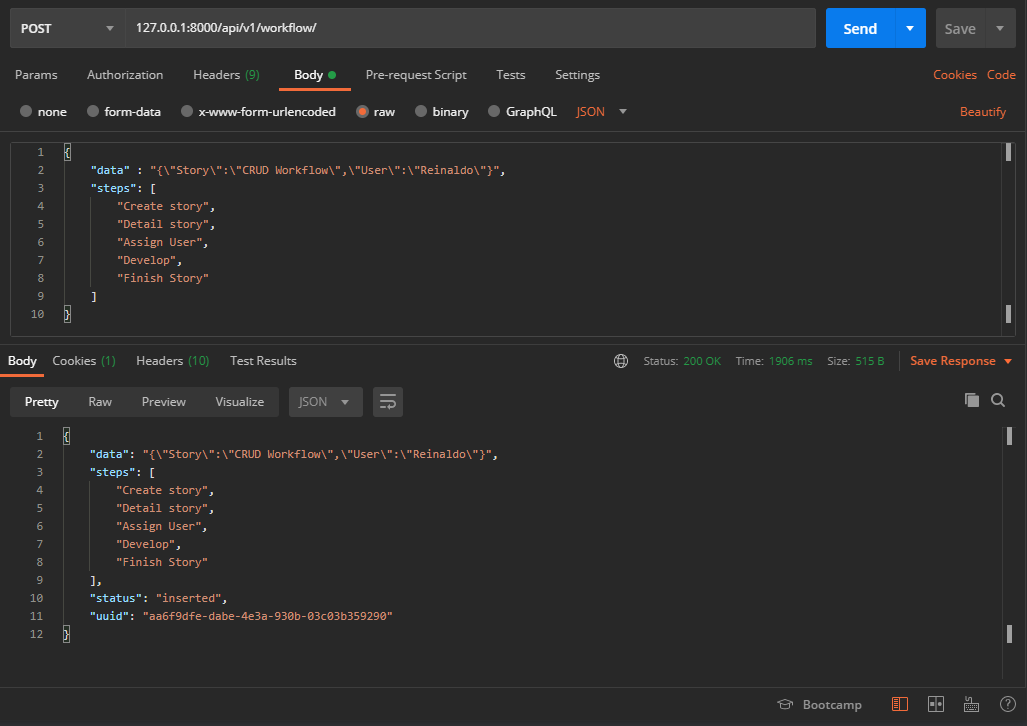 POST 127.0.0.1:8000/api/v1/workflow/ Send Save
Params Authorization Headers (9) Body Pre-request Script Tests Settings Cookies Code
none form-data x-www-form-urlencoded raw binary GraphQL JSON Beautify
1 {
2 "data" : "{\"Story\":\"CRUD Workflow\",\"User\":\"Reinaldo\"}",
3 "steps": [
4 "Create story",
5 "Detail story",
6 "Assign User",
7 "Develop",
8 "Finish Story"
9 ]
10 }
Body Cookies (1) Headers (10) Test Results Status: 200 OK Time: 1906 ms Size: 515 B Save Response
Pretty Raw Preview Visualize JSON
1 {
2 "data": "{\"Story\":\"CRUD Workflow\",\"User\":\"Reinaldo\"}",
3 "steps": [
4 "Create story",
5 "Detail story",
6 "Assign User",
7 "Develop",
8 "Finish Story"
9 ],
10 "status": "inserted",
11 "uuid": "aa6f9dfe-dabe-4e3a-930b-03c03b359290"
12 }
Bootcamp ?